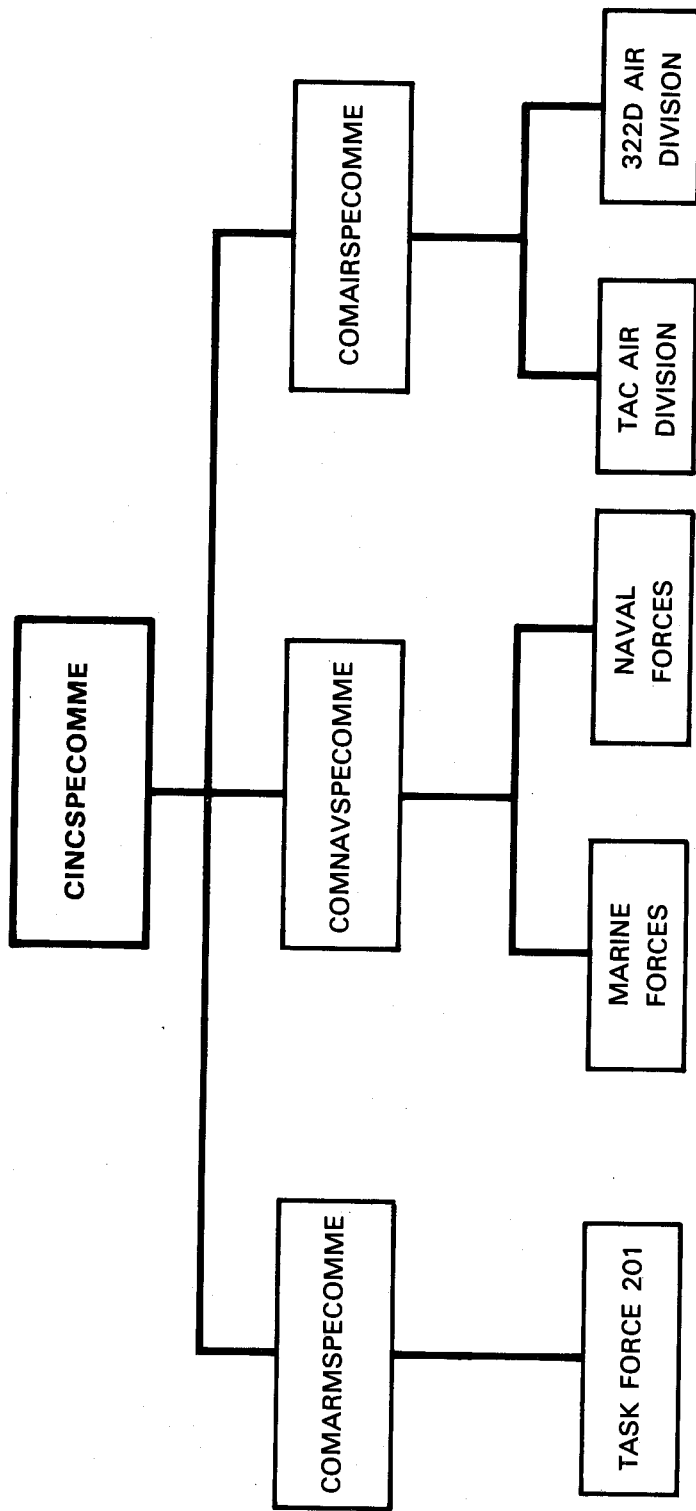 CINCSPECOMME
COMARMSPECOMME
COMNAVSPECOMME
COMAIRSPECOMME
TASK FORCE 201
MARINE
FORCES
NAVAL
FORCES
TAC AIR
DIVISION
322D AIR
DIVISION